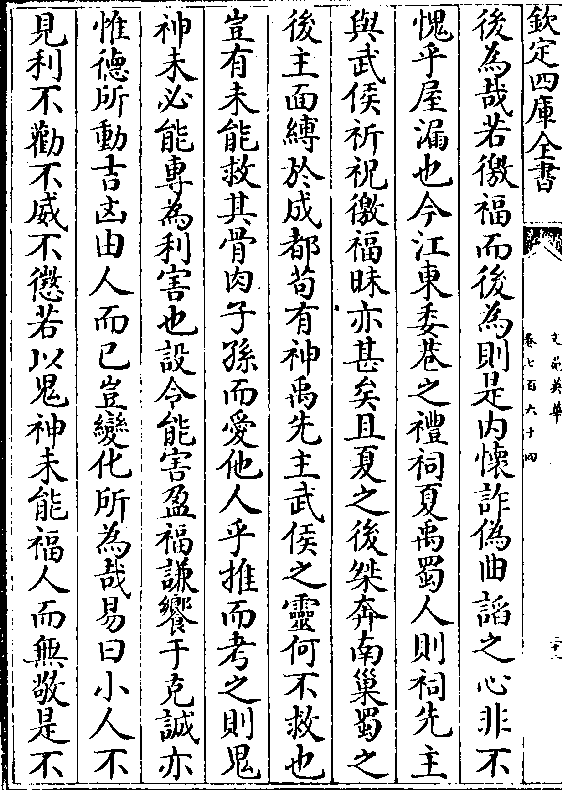 欽定四庫全書
文苑英華
卷七百六十四
後為哉若徼福而後為則是内懷詐偽曲謟之心非不
愧乎屋漏也今江東委巷之禮祠夏禹蜀人則祠先主
與武侯祈祝徼福昧亦甚矣且夏之後桀奔南巢蜀之
後主面縛於成都苟有神禹先主武侯之靈何不救也
豈有未能救其骨肉子孫而愛他人乎推而考之則鬼
神未必能專為利害也設令能害盈福謙饗于克誠亦
惟德所動吉凶由人而已豈變化所為哉易曰小人不
見利不勸不威不懲若以鬼神未能福人而無敬是不